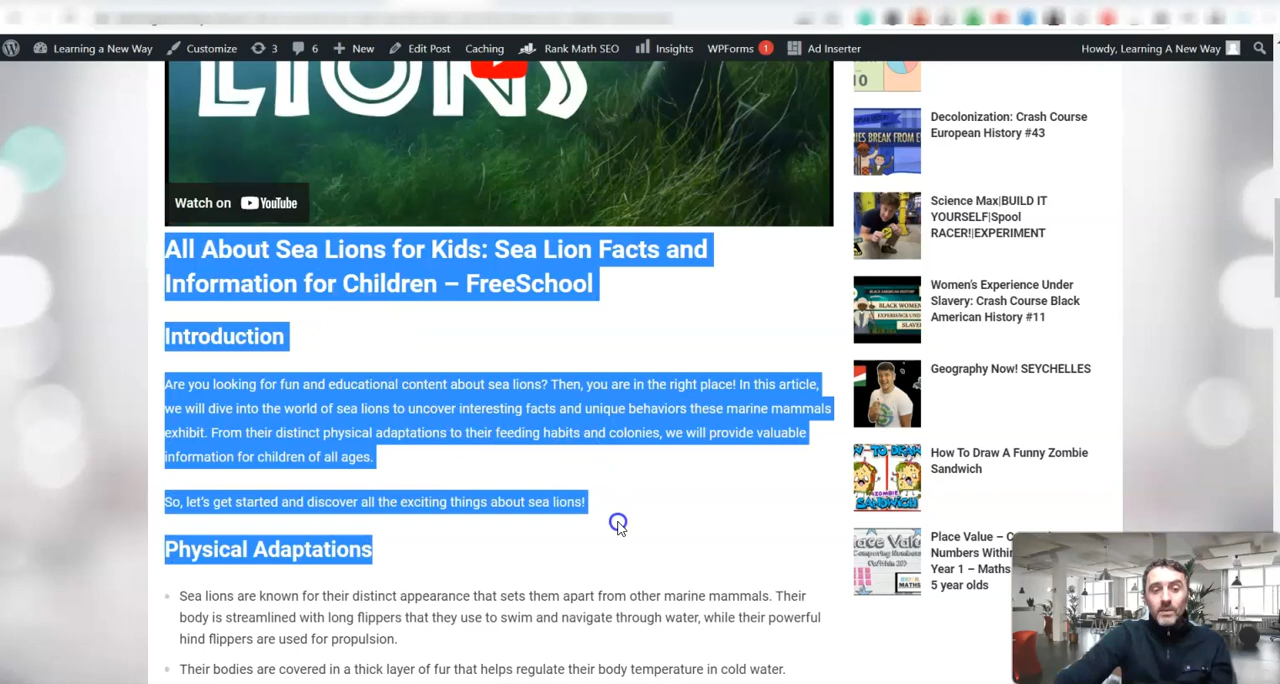 Learning a New Way Customize 3 6 New Edit Post Caching Rank Math SEO Insights WPForms 1 Ad Inserter Howdy, Learning A New Way
LIONS
Watch on YouTube
All About Sea Lions for Kids: Sea Lion Facts and
Information for Children – FreeSchool
Introduction
Are you looking for fun and educational content about sea lions? Then, you are in the right place! In this article,
we will dive into the world of sea lions to uncover interesting facts and unique behaviors these marine mammals
exhibit. From their distinct physical adaptations to their feeding habits and colonies, we will provide valuable
information for children of all ages.
So, let's get started and discover all the exciting things about sea lions!
Physical Adaptations
Sea lions are known for their distinct appearance that sets them apart from other marine mammals. Their
body is streamlined with long flippers that they use to swim and navigate through water, while their powerful
hind flippers are used for propulsion.
Their bodies are covered in a thick layer of fur that helps regulate their body temperature in cold water.
10
Decolonization: Crash Course
European History #43
Science Max|BUILD IT
YOURSELF|Spool
RACER!|EXPERIMENT
Women's Experience Under
Slavery: Crash Course Black
American History #11
Geography Now! SEYCHELLES
How To Draw A Funny Zombie
Sandwich
Place Value – C
Numbers Within
Year 1 – Maths
5 year olds